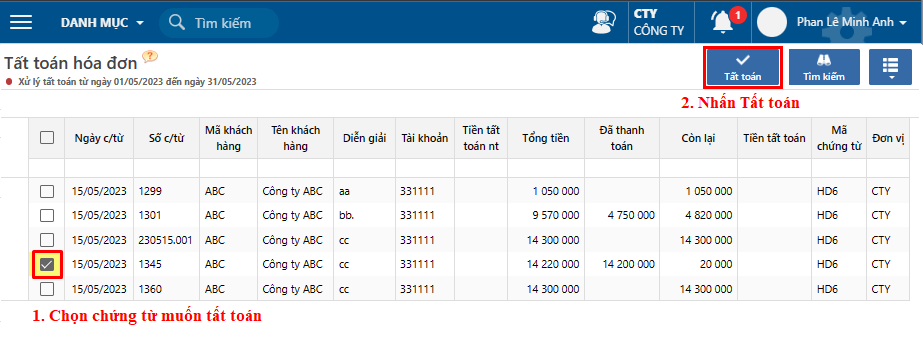 DANH MỤC
Tìm kiếm
CTY
CÔNG TY
1
Phan Lê Minh Anh
Tất toán hóa đơn ?
Xử lý tất toán từ ngày 01/05/2023 đến ngày 31/05/2023
Tất toán
Tìm kiếm
2. Nhấn Tất toán
Ngày c/từ Số c/từ Mã khách hàng Tên khách hàng Diễn giải Tài khoản Tiền tất toán nt Tổng tiền Đã thanh toán Còn lại Tiền tất toán Mã chứng từ Đơn vị
15/05/2023 1299 ABC Công ty ABC aa 331111 1 050 000 1 050 000 HD6 CTY
15/05/2023 1301 ABC Công ty ABC bb. 331111 9 570 000 4 750 000 4 820 000 HD6 CTY
15/05/2023 230515.001 ABC Công ty ABC cc 331111 14 300 000 14 300 000 HD6 CTY
15/05/2023 1345 ABC Công ty ABC cc 331111 14 220 000 14 200 000 20 000 HD6 CTY
15/05/2023 1360 ABC Công ty ABC cc 331111 14 300 000 14 300 000 HD6 CTY
1. Chọn chứng từ muốn tất toán